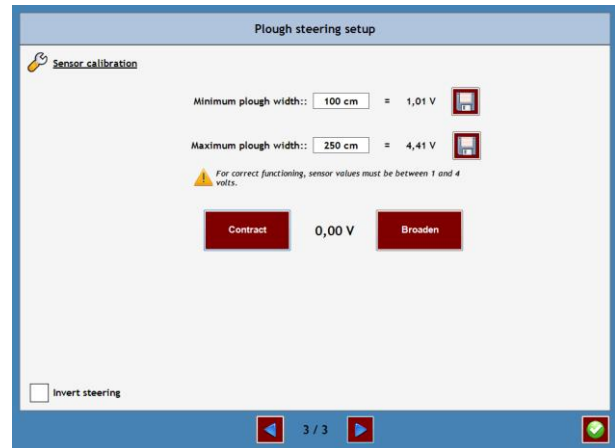 Plough steering setup
Sensor calibration
Minimum plough width:: 100 cm = 1,01 V
Maximum plough width:: 250 cm = 4,41 V
For correct functioning, sensor values must be between 1 and 4
volts.
Contract 0,00 V Broaden
Invert steering
3 / 3